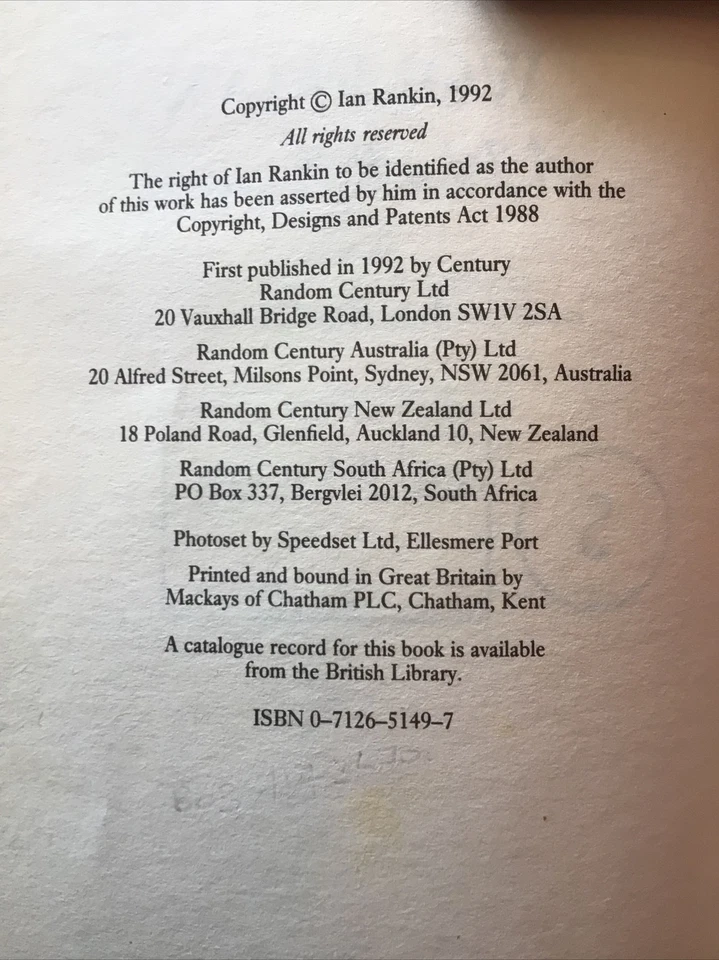 Copyright © Ian Rankin, 1992
All rights reserved
The right of Ian Rankin to be identified as the author
of this work has been asserted by him in accordance with the
Copyright, Designs and Patents Act 1988
First published in 1992 by Century
Random Century Ltd
20 Vauxhall Bridge Road, London SW1V 2SA
Random Century Australia (Pty) Ltd
20 Alfred Street, Milsons Point, Sydney, NSW 2061, Australia
Random Century New Zealand Ltd
18 Poland Road, Glenfield, Auckland 10, New Zealand
Random Century South Africa (Pty) Ltd
PO Box 337, Bergvlei 2012, South Africa
Photoset by Speedset Ltd, Ellesmere Port
Printed and bound in Great Britain by
Mackays of Chatham PLC, Chatham, Kent
A catalogue record for this book is available
from the British Library.
ISBN 0–7126–5149–7